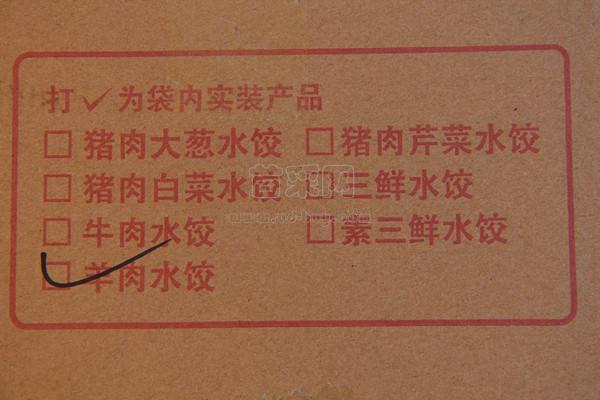 打✓为袋内实装产品
□ 猪肉大葱水饺 □ 猪肉芹菜水饺
□ 猪肉白菜水饺 □ 三鲜水饺
□ 牛肉水饺 □ 素三鲜水饺
□ 羊肉水饺